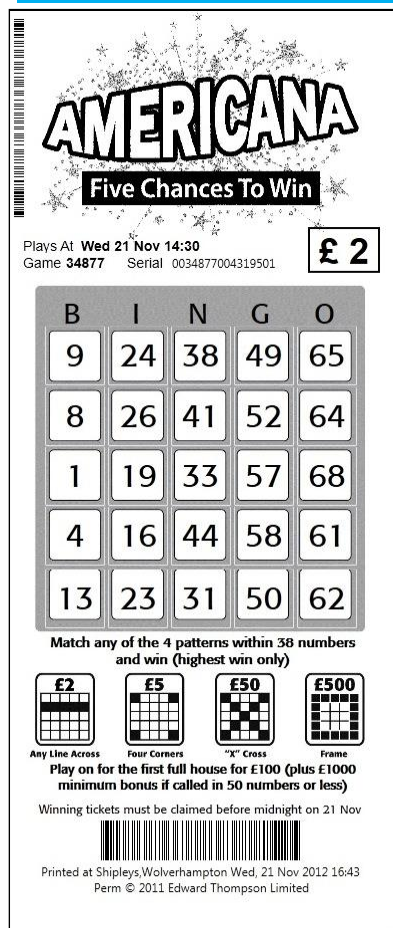 AMERICANA
Five Chances To Win
Plays At Wed 21 Nov 14:30
Game 34877 Serial 0034877004319501
£ 2
B I N G O
9 24 38 49 65
8 26 41 52 64
1 19 33 57 68
4 16 44 58 61
13 23 31 50 62
Match any of the 4 patterns within 38 numbers
and win (highest win only)
£2 £5 £50 £500
Any Line Across Four Corners "X" Cross Frame
Play on for the first full house for £100 (plus £1000
minimum bonus if called in 50 numbers or less)
Winning tickets must be claimed before midnight on 21 Nov
Printed at Shipleys,Wolverhampton Wed, 21 Nov 2012 16:43
Perm © 2011 Edward Thompson Limited